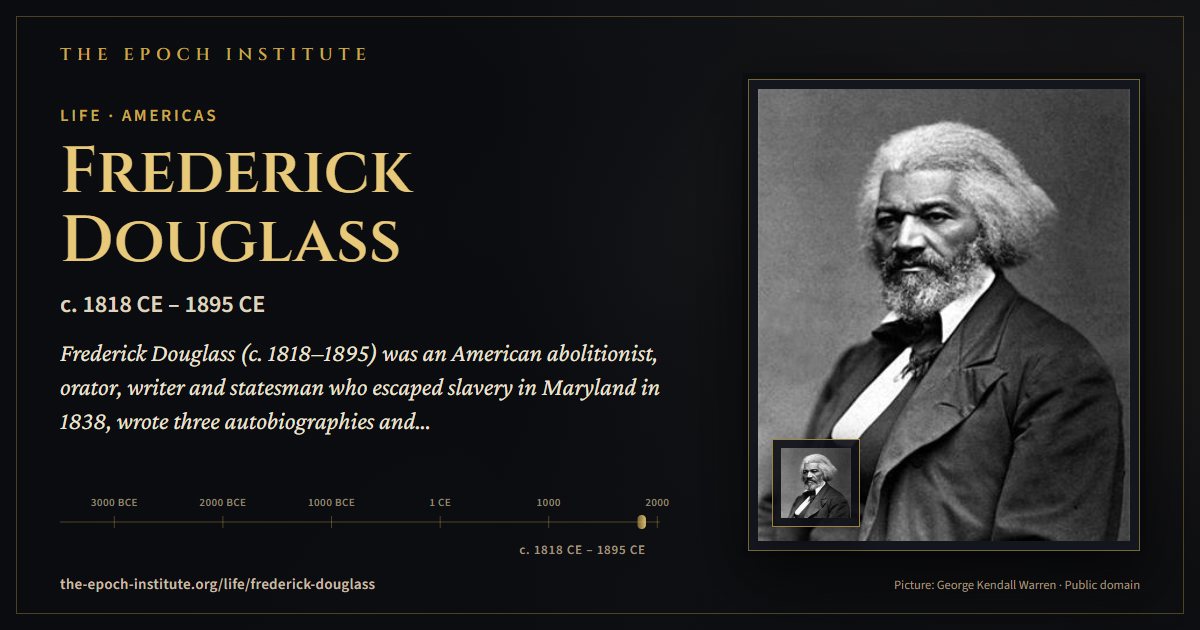 THE EPOCH INSTITUTE
LIFE · AMERICAS
FREDERICK
DOUGLASS
c. 1818 CE – 1895 CE
Frederick Douglass (c. 1818–1895) was an American abolitionist,
orator, writer and statesman who escaped slavery in Maryland in
1838, wrote three autobiographies and...
3000 BCE 2000 BCE 1000 BCE 1 CE 1000 2000
c. 1818 CE – 1895 CE
the-epoch-institute.org/life/frederick-douglass
Picture: George Kendall Warren · Public domain